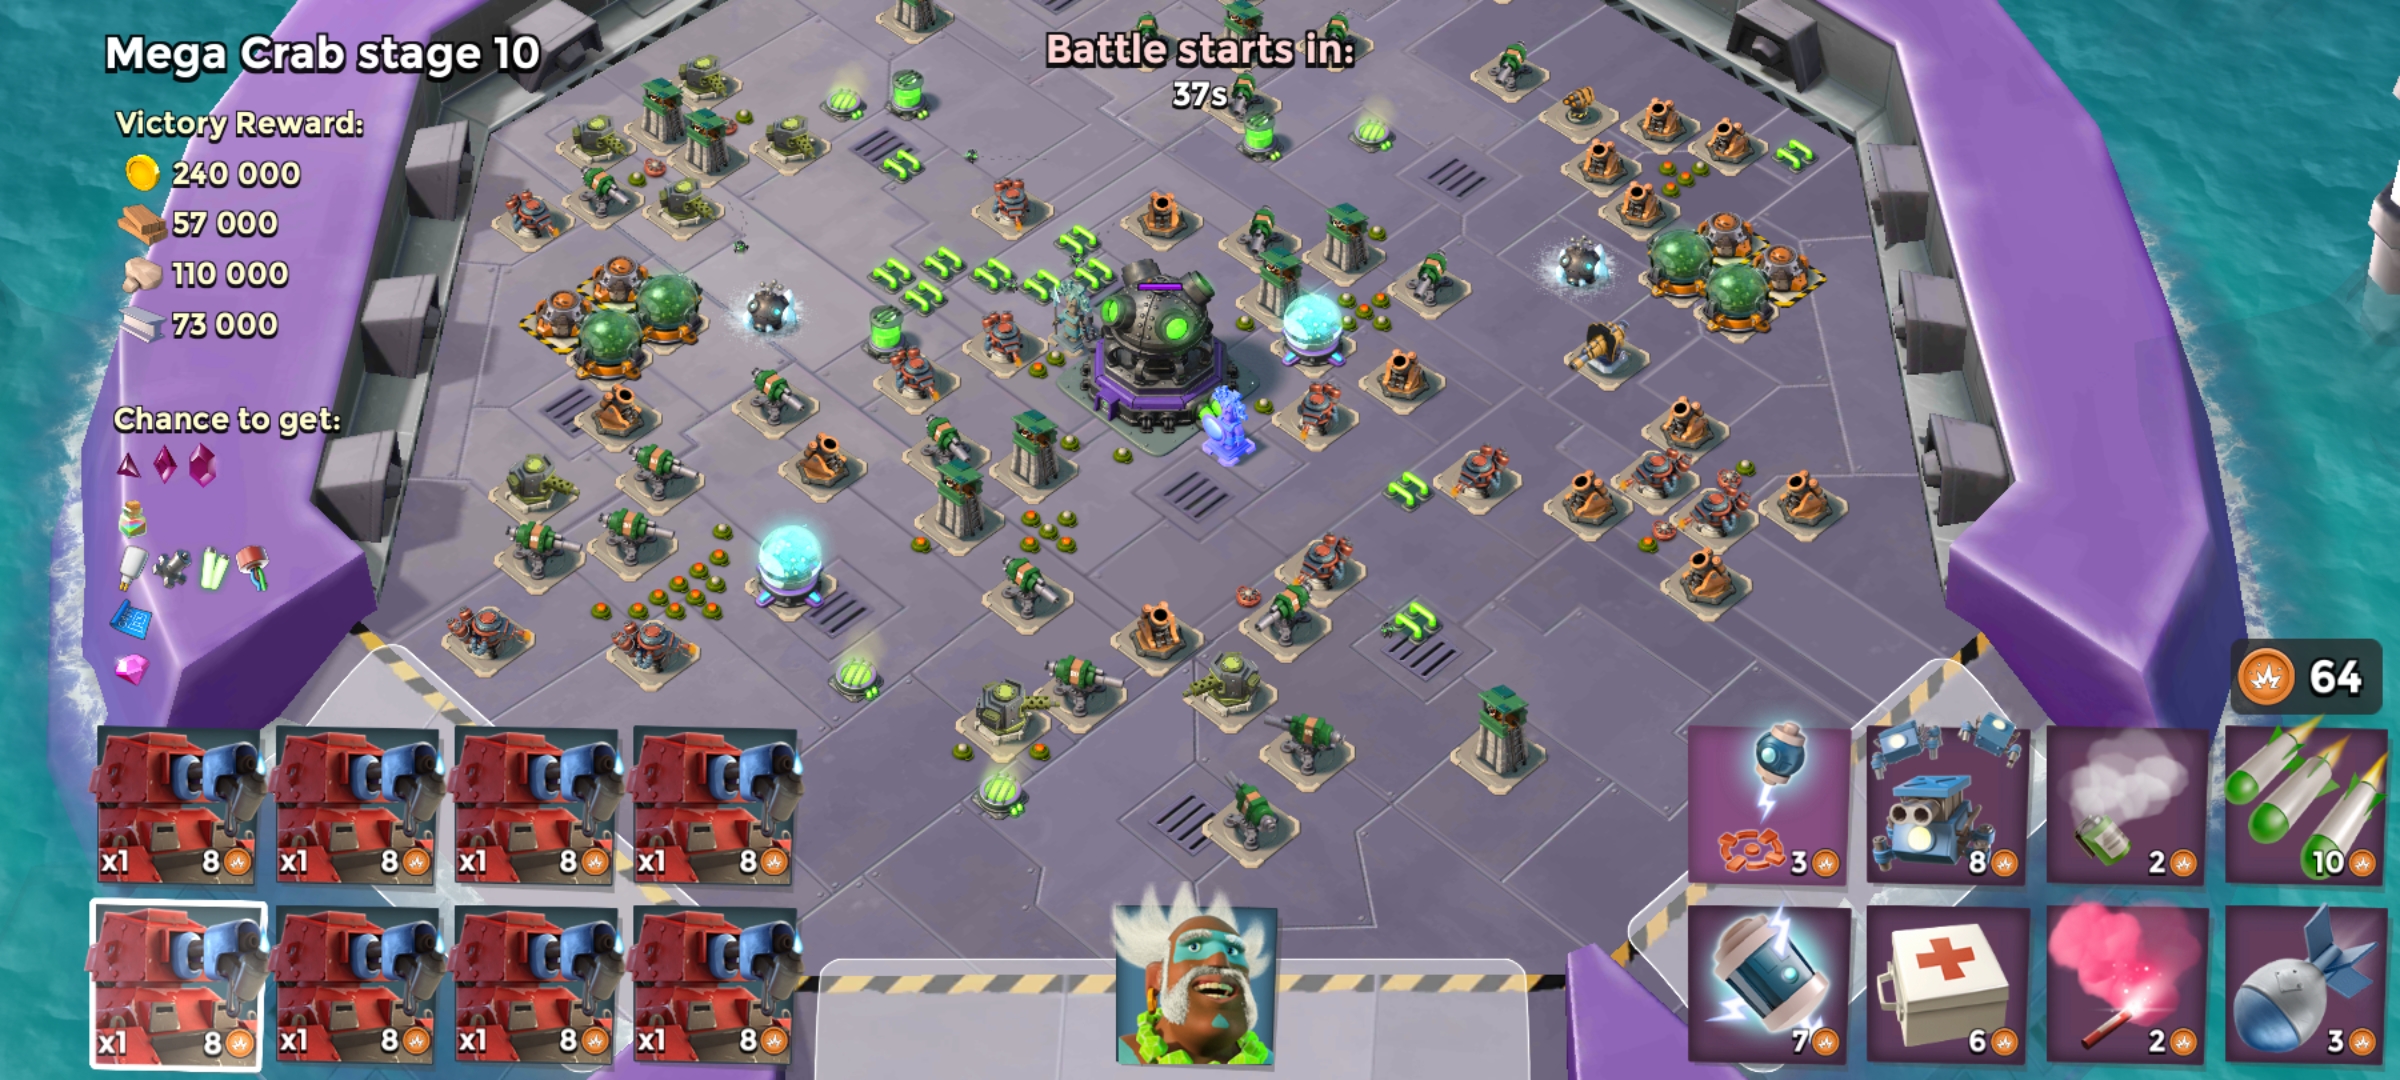 Mega Crab stage 10
Victory Reward:
240 000
57 000
110 000
73 000
Chance to get:
Battle starts in:
37s
64
x1 8
x1 8
x1 8
x1 8
x1 8
x1 8
x1 8
x1 8
3
8
2
10
7
6
2
3